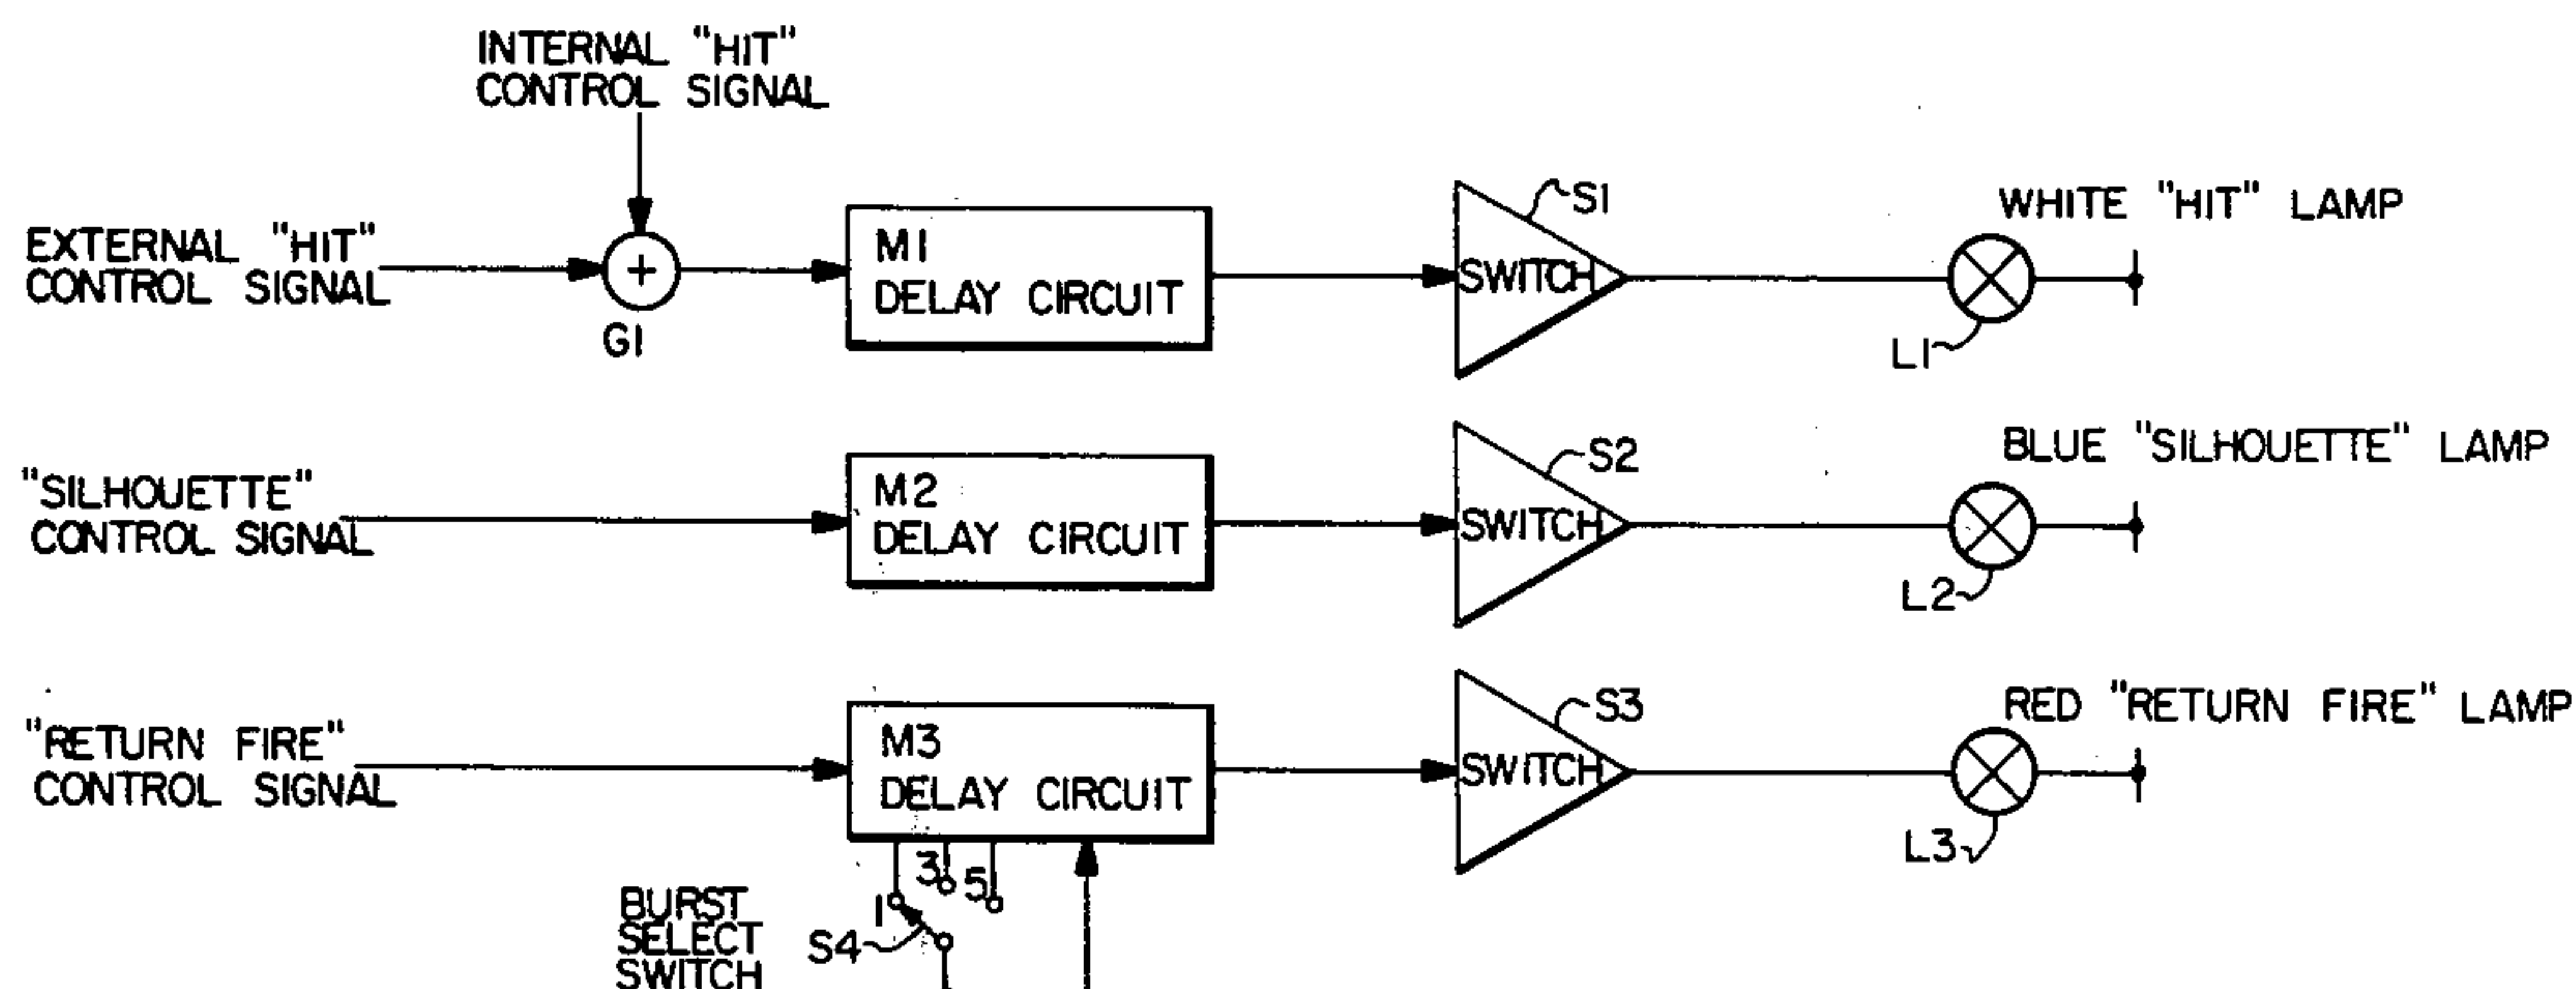 INTERNAL "HIT"
CONTROL SIGNAL
EXTERNAL "HIT"
CONTROL SIGNAL
+
G1
M1
DELAY CIRCUIT
SWITCH
S1
WHITE "HIT" LAMP
L1
"SILHOUETTE"
CONTROL SIGNAL
M2
DELAY CIRCUIT
SWITCH
S2
BLUE "SILHOUETTE" LAMP
L2
"RETURN FIRE"
CONTROL SIGNAL
M3
DELAY CIRCUIT
SWITCH
S3
RED "RETURN FIRE" LAMP
L3
1
3
5
BURST
SELECT
SWITCH
S4